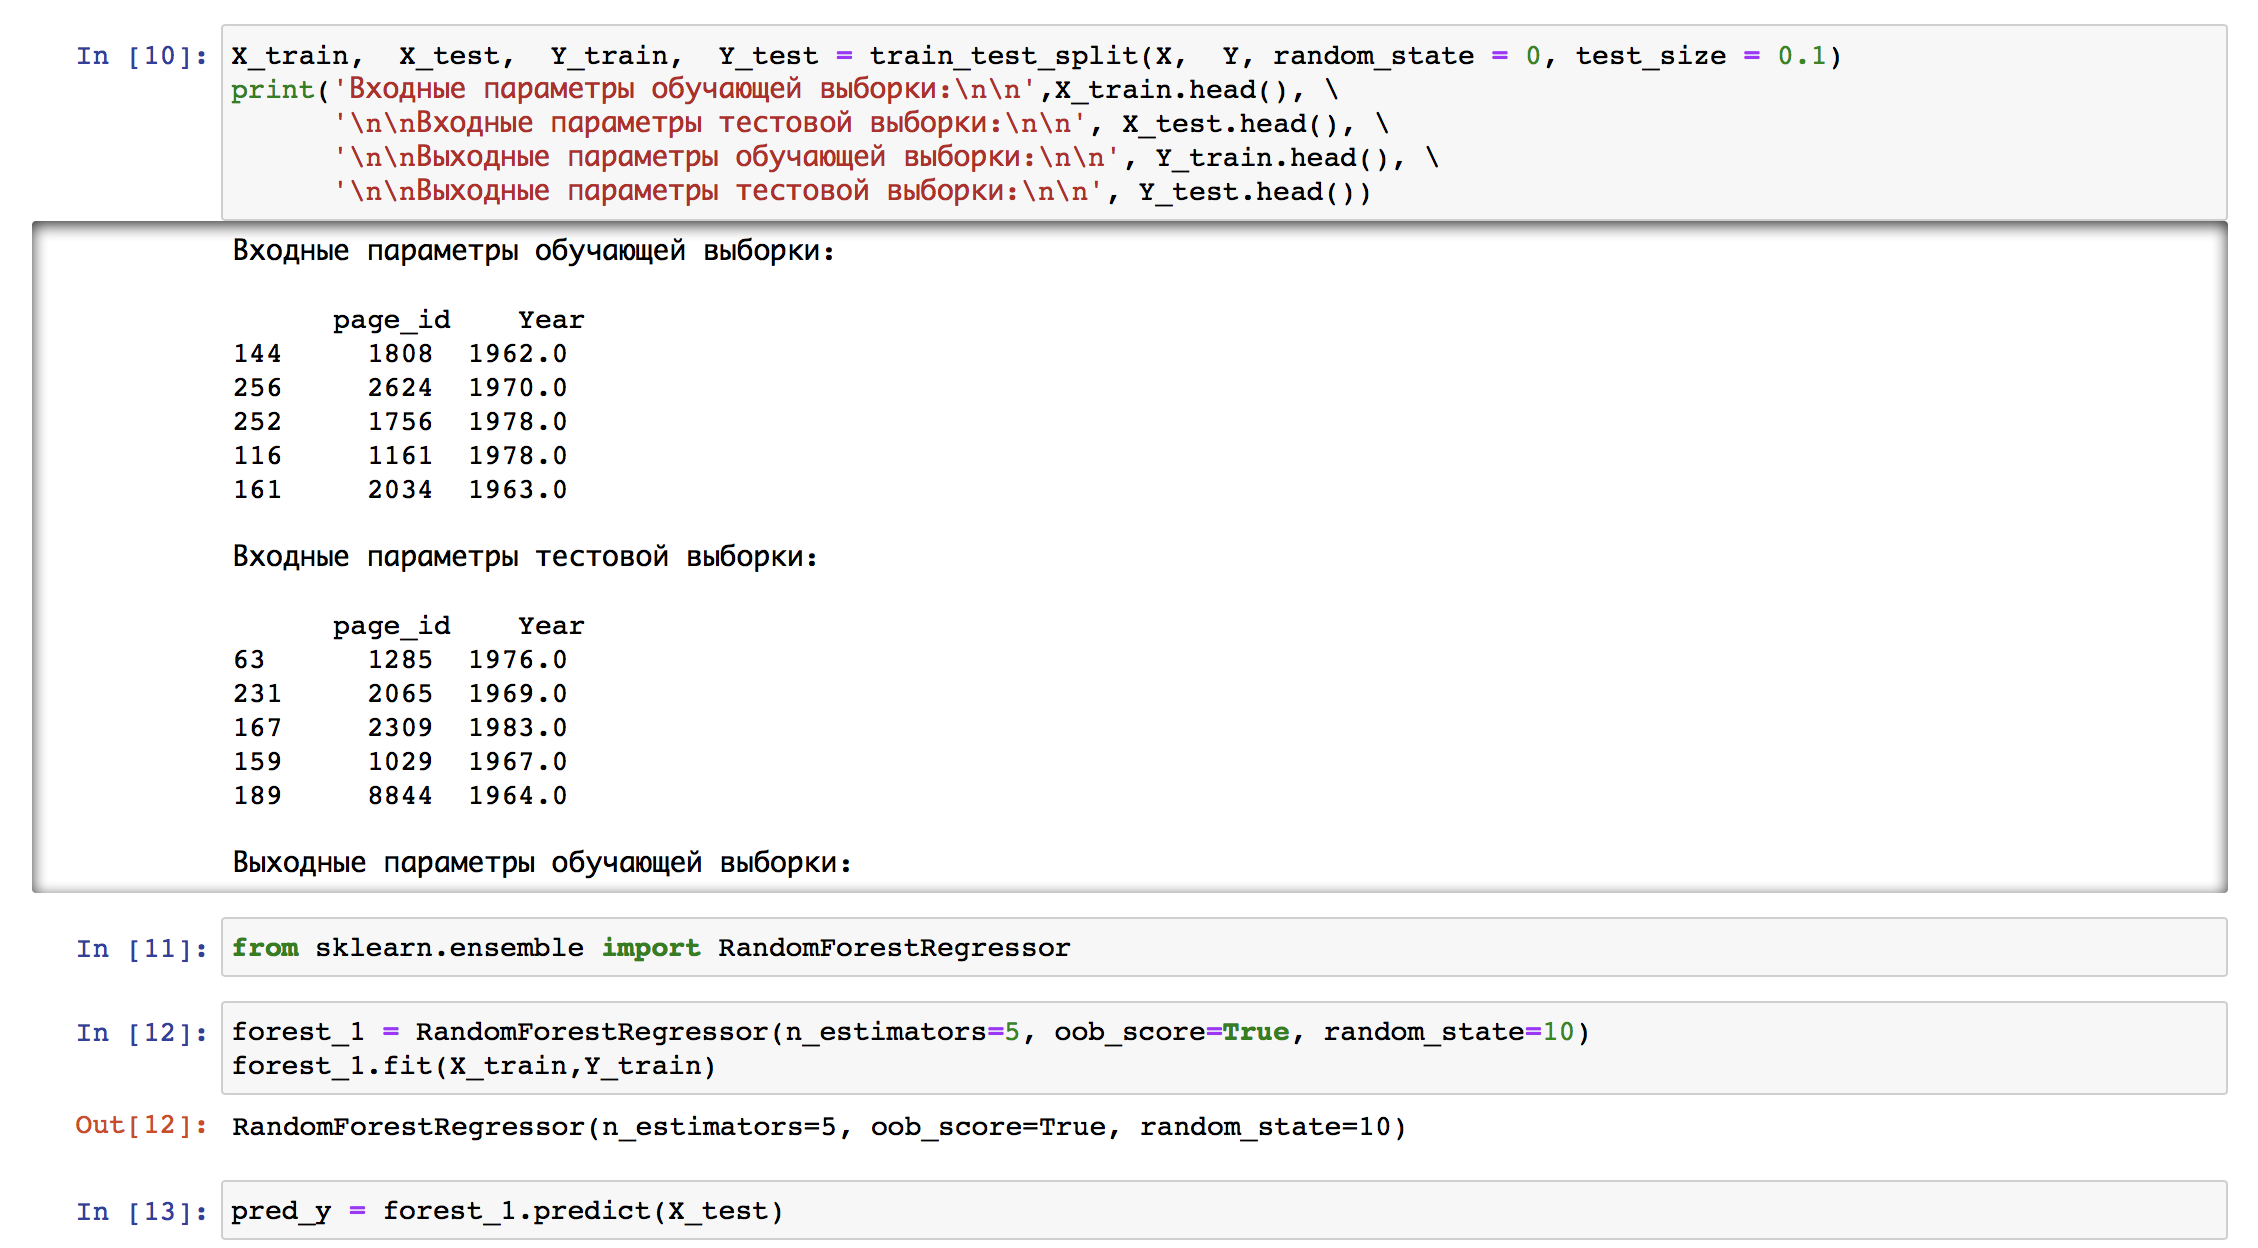 In [10]: X_train,  X_test,  Y_train,  Y_test = train_test_split(X,  Y, random_state = 0, test_size = 0.1)
print('Входные параметры обучающей выборки:\n\n',X_train.head(), \
      '\n\nВходные параметры тестовой выборки:\n\n', X_test.head(), \
      '\n\nВыходные параметры обучающей выборки:\n\n', Y_train.head(), \
      '\n\nВыходные параметры тестовой выборки:\n\n', Y_test.head())
Входные параметры обучающей выборки:
      page_id    Year
144     1808  1962.0
256     2624  1970.0
252     1756  1978.0
116     1161  1978.0
161     2034  1963.0
Входные параметры тестовой выборки:
      page_id    Year
63      1285  1976.0
231     2065  1969.0
167     2309  1983.0
159     1029  1967.0
189     8844  1964.0
Выходные параметры обучающей выборки:
In [11]: from sklearn.ensemble import RandomForestRegressor
In [12]: forest_1 = RandomForestRegressor(n_estimators=5, oob_score=True, random_state=10)
forest_1.fit(X_train,Y_train)
Out[12]: RandomForestRegressor(n_estimators=5, oob_score=True, random_state=10)
In [13]: pred_y = forest_1.predict(X_test)